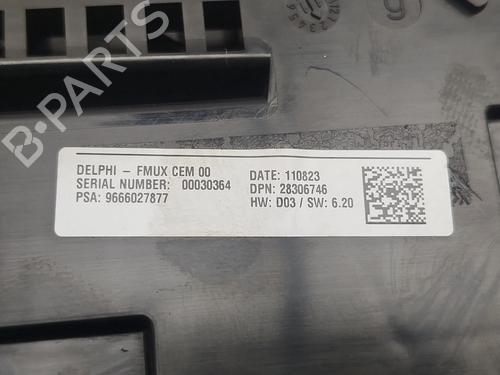 B-PARTS
DELPHI - FMUX CEM 00
SERIAL NUMBER: 00030364
PSA: 9666027877
DATE: 110823
DPN: 28306746
HW: D03 / SW: 6.20